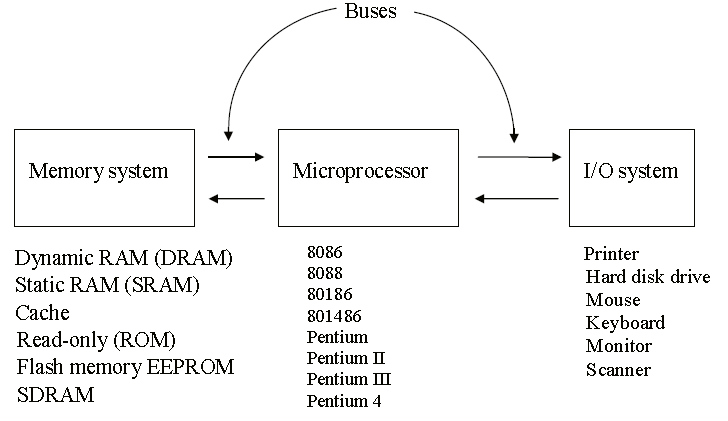 Buses
Memory system
Microprocessor
I/O system
Dynamic RAM (DRAM)
Static RAM (SRAM)
Cache
Read-only (ROM)
Flash memory EEPROM
SDRAM
8086
8088
80186
801486
Pentium
Pentium II
Pentium III
Pentium 4
Printer
Hard disk drive
Mouse
Keyboard
Monitor
Scanner